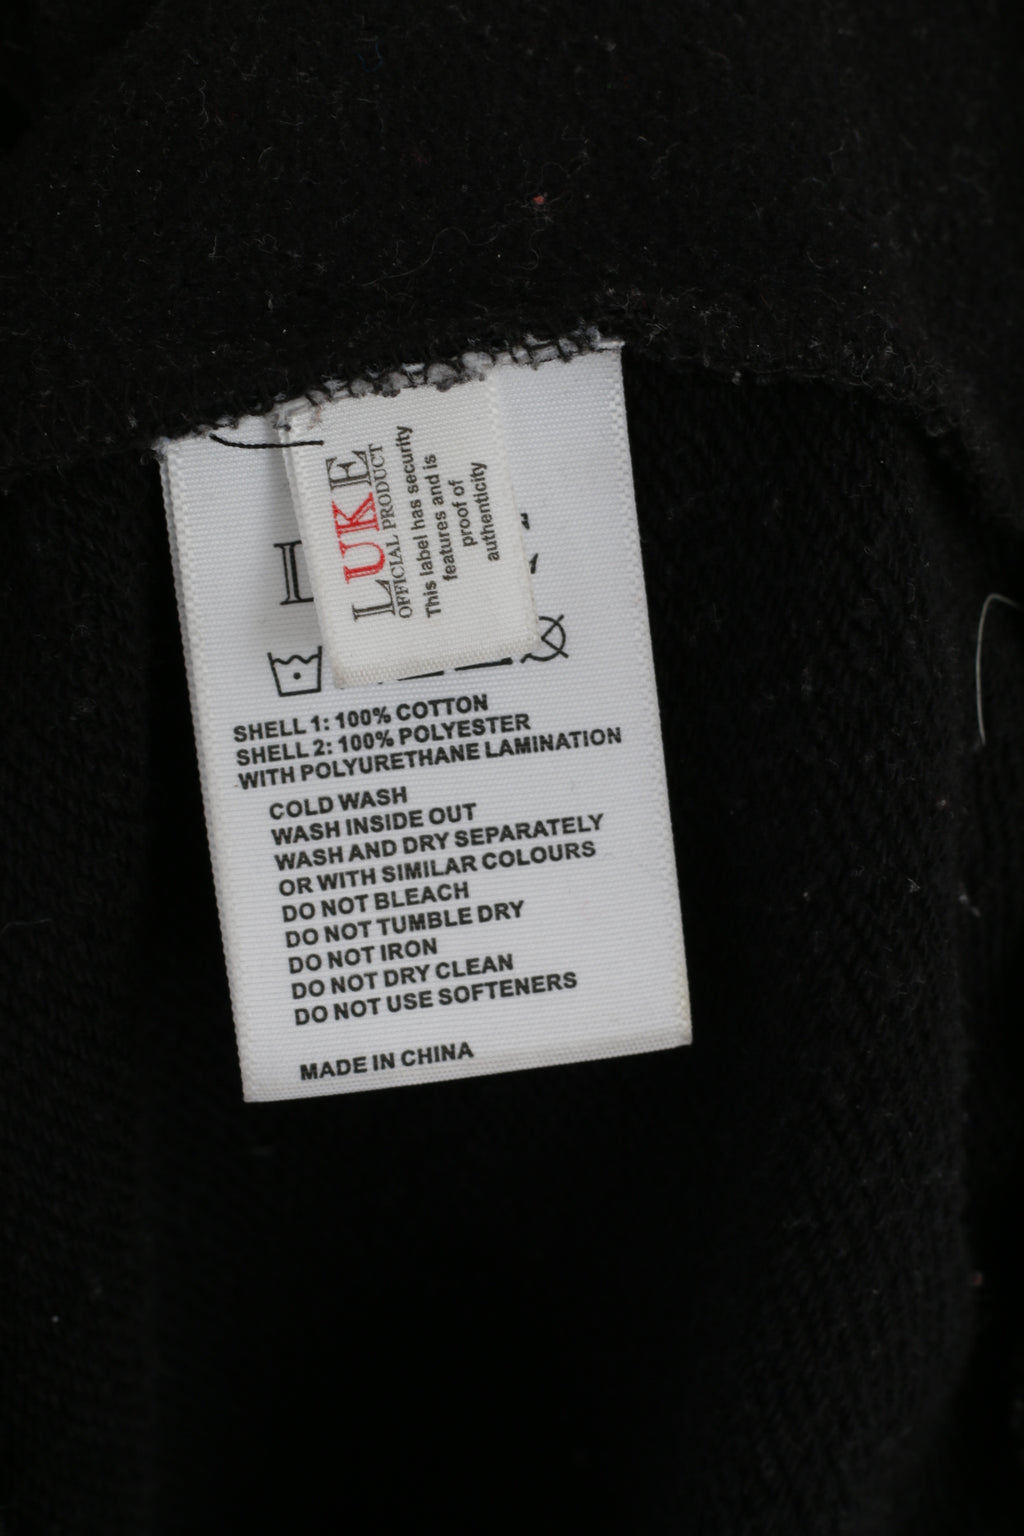 LUKE
OFFICIAL PRODUCT
This label has security
features and is
proof of
authenticity
L
SHELL 1: 100% COTTON
SHELL 2: 100% POLYESTER
WITH POLYURETHANE LAMINATION
COLD WASH
WASH INSIDE OUT
WASH AND DRY SEPARATELY
OR WITH SIMILAR COLOURS
DO NOT BLEACH
DO NOT TUMBLE DRY
DO NOT IRON
DO NOT DRY CLEAN
DO NOT USE SOFTENERS
MADE IN CHINA